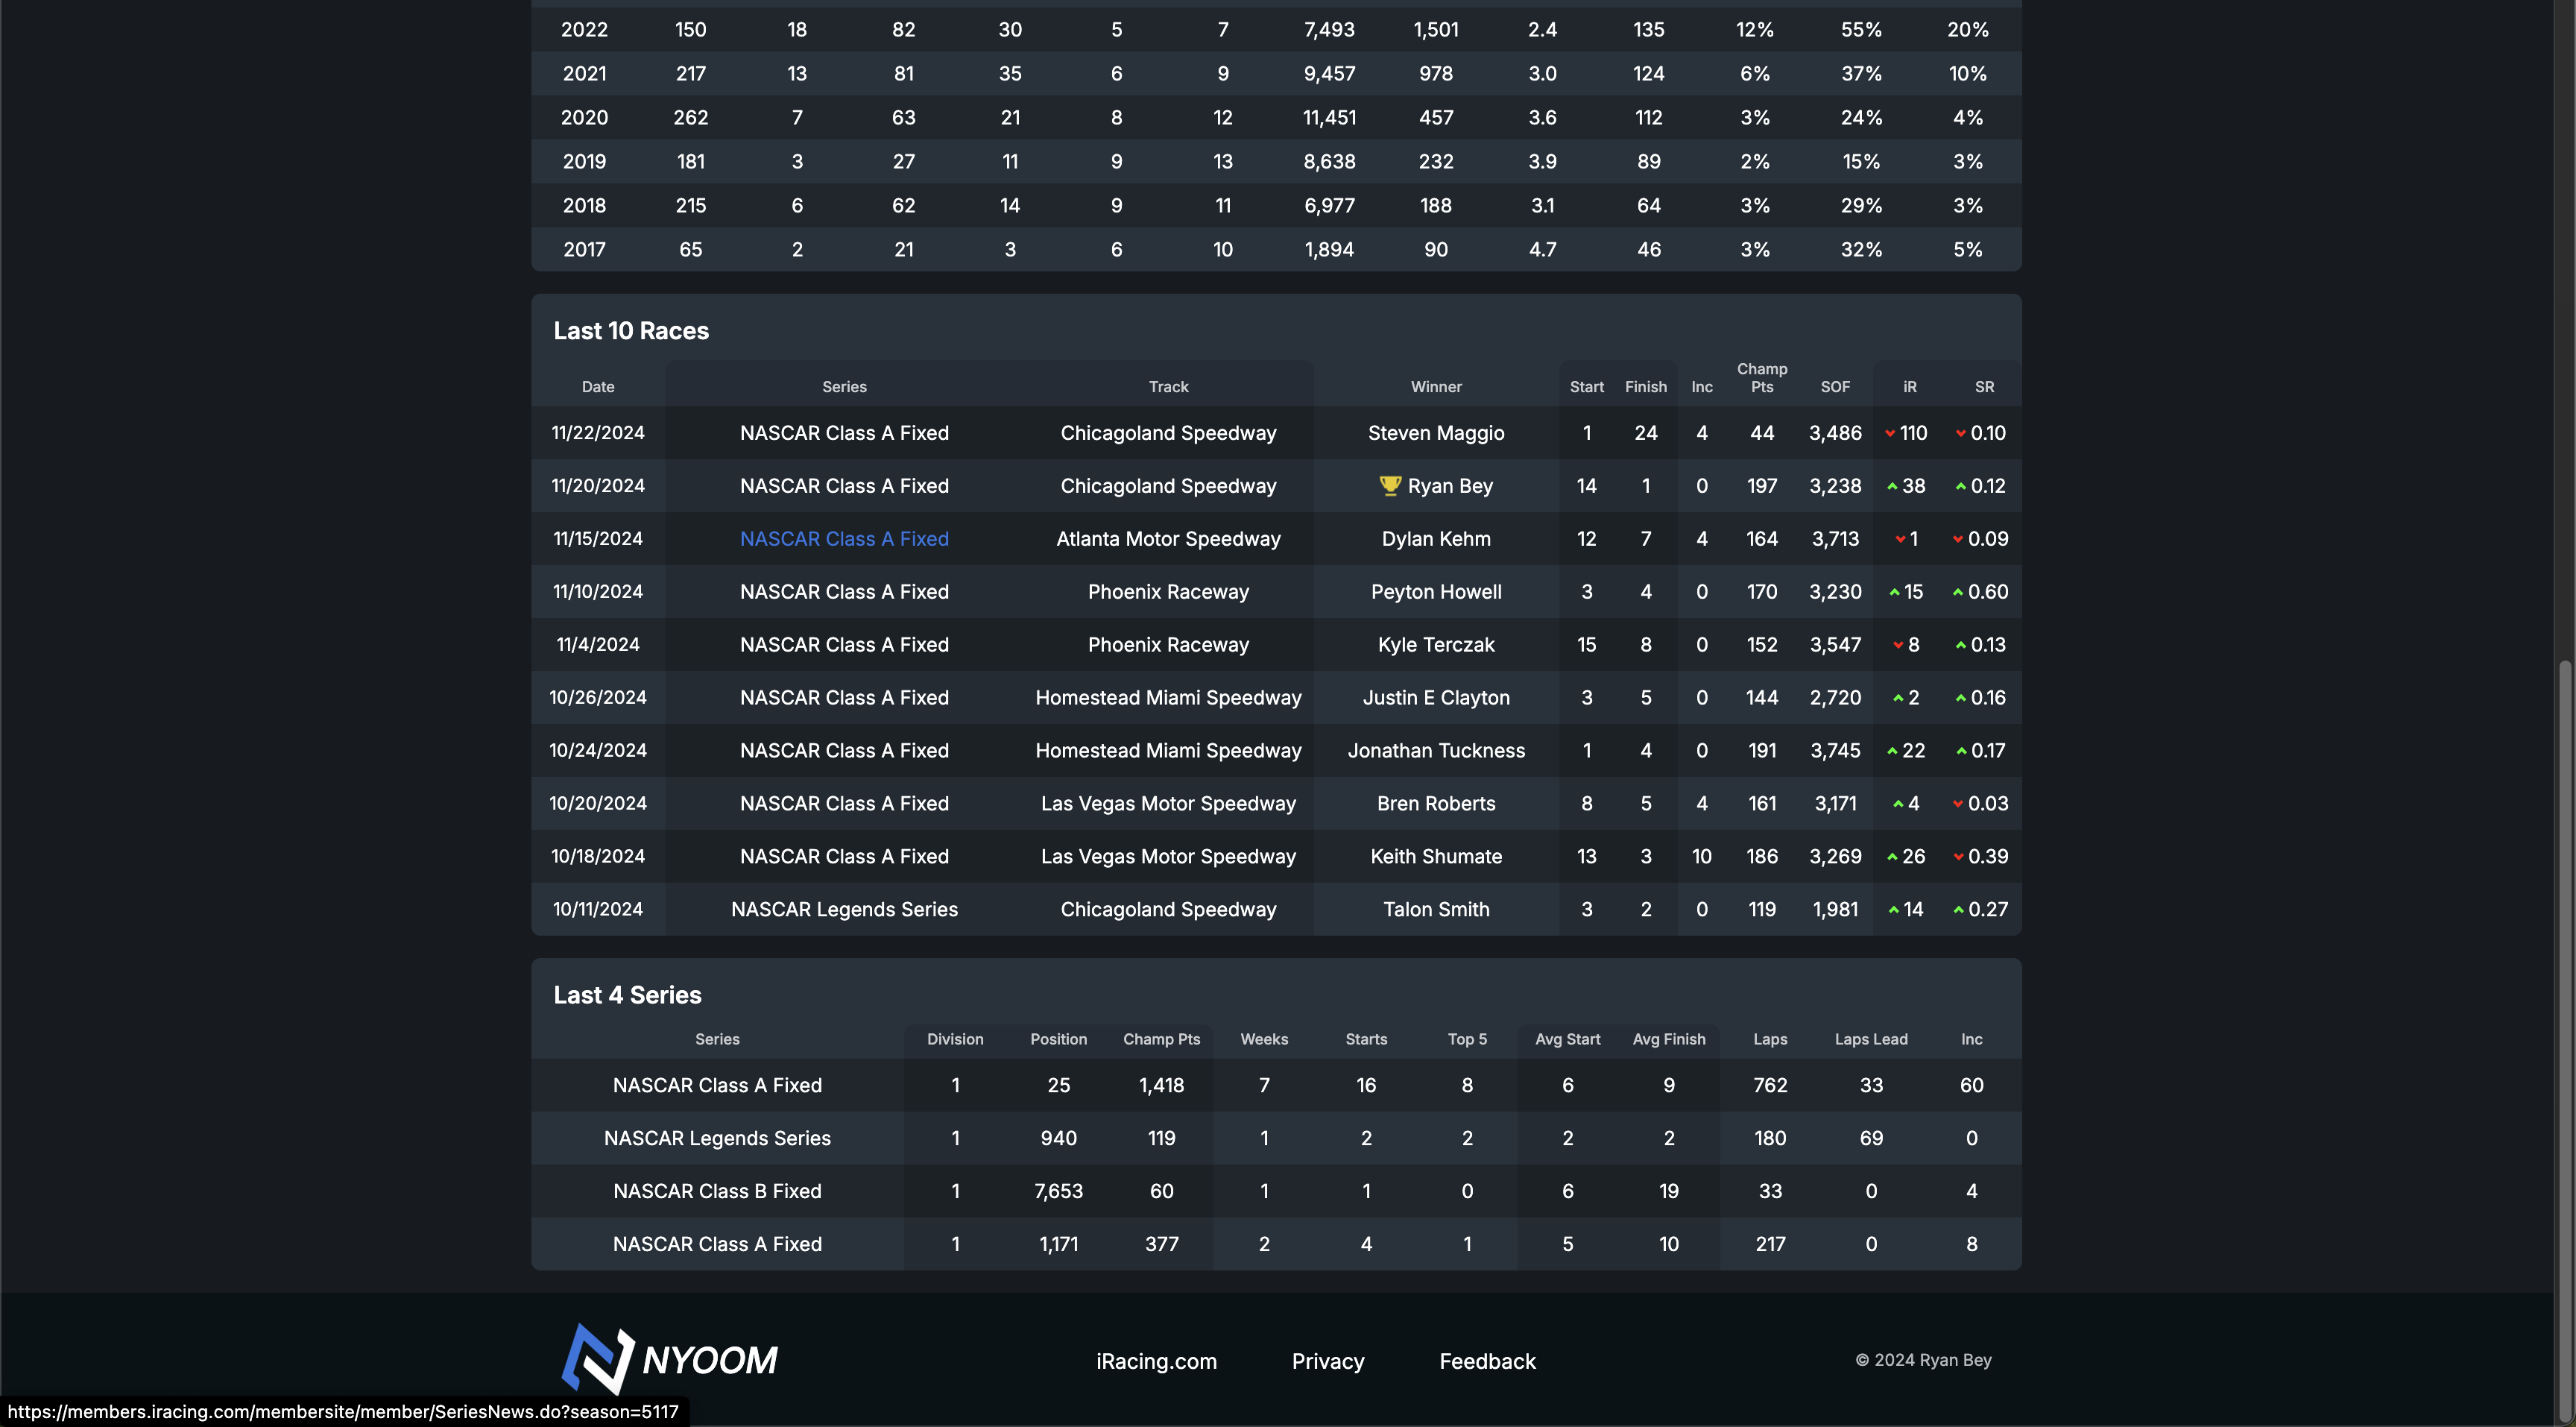 2022 150 18 82 30 5 7 7,493 1,501 2.4 135 12% 55% 20%
2021 217 13 81 35 6 9 9,457 978 3.0 124 6% 37% 10%
2020 262 7 63 21 8 12 11,451 457 3.6 112 3% 24% 4%
2019 181 3 27 11 9 13 8,638 232 3.9 89 2% 15% 3%
2018 215 6 62 14 9 11 6,977 188 3.1 64 3% 29% 3%
2017 65 2 21 3 6 10 1,894 90 4.7 46 3% 32% 5%
Last 10 Races
Date Series Track Winner Start Finish Inc Champ Pts SOF iR SR
11/22/2024 NASCAR Class A Fixed Chicagoland Speedway Steven Maggio 1 24 4 44 3,486 110 0.10
11/20/2024 NASCAR Class A Fixed Chicagoland Speedway Ryan Bey 14 1 0 197 3,238 38 0.12
11/15/2024 NASCAR Class A Fixed Atlanta Motor Speedway Dylan Kehm 12 7 4 164 3,713 1 0.09
11/10/2024 NASCAR Class A Fixed Phoenix Raceway Peyton Howell 3 4 0 170 3,230 15 0.60
11/4/2024 NASCAR Class A Fixed Phoenix Raceway Kyle Terczak 15 8 0 152 3,547 8 0.13
10/26/2024 NASCAR Class A Fixed Homestead Miami Speedway Justin E Clayton 3 5 0 144 2,720 2 0.16
10/24/2024 NASCAR Class A Fixed Homestead Miami Speedway Jonathan Tuckness 1 4 0 191 3,745 22 0.17
10/20/2024 NASCAR Class A Fixed Las Vegas Motor Speedway Bren Roberts 8 5 4 161 3,171 4 0.03
10/18/2024 NASCAR Class A Fixed Las Vegas Motor Speedway Keith Shumate 13 3 10 186 3,269 26 0.39
10/11/2024 NASCAR Legends Series Chicagoland Speedway Talon Smith 3 2 0 119 1,981 14 0.27
Last 4 Series
Series Division Position Champ Pts Weeks Starts Top 5 Avg Start Avg Finish Laps Laps Lead Inc
NASCAR Class A Fixed 1 25 1,418 7 16 8 6 9 762 33 60
NASCAR Legends Series 1 940 119 1 2 2 2 2 180 69 0
NASCAR Class B Fixed 1 7,653 60 1 1 0 6 19 33 0 4
NASCAR Class A Fixed 1 1,171 377 2 4 1 5 10 217 0 8
NYOOM iRacing.com Privacy Feedback © 2024 Ryan Bey
https://members.iracing.com/membersite/member/SeriesNews.do?season=5117